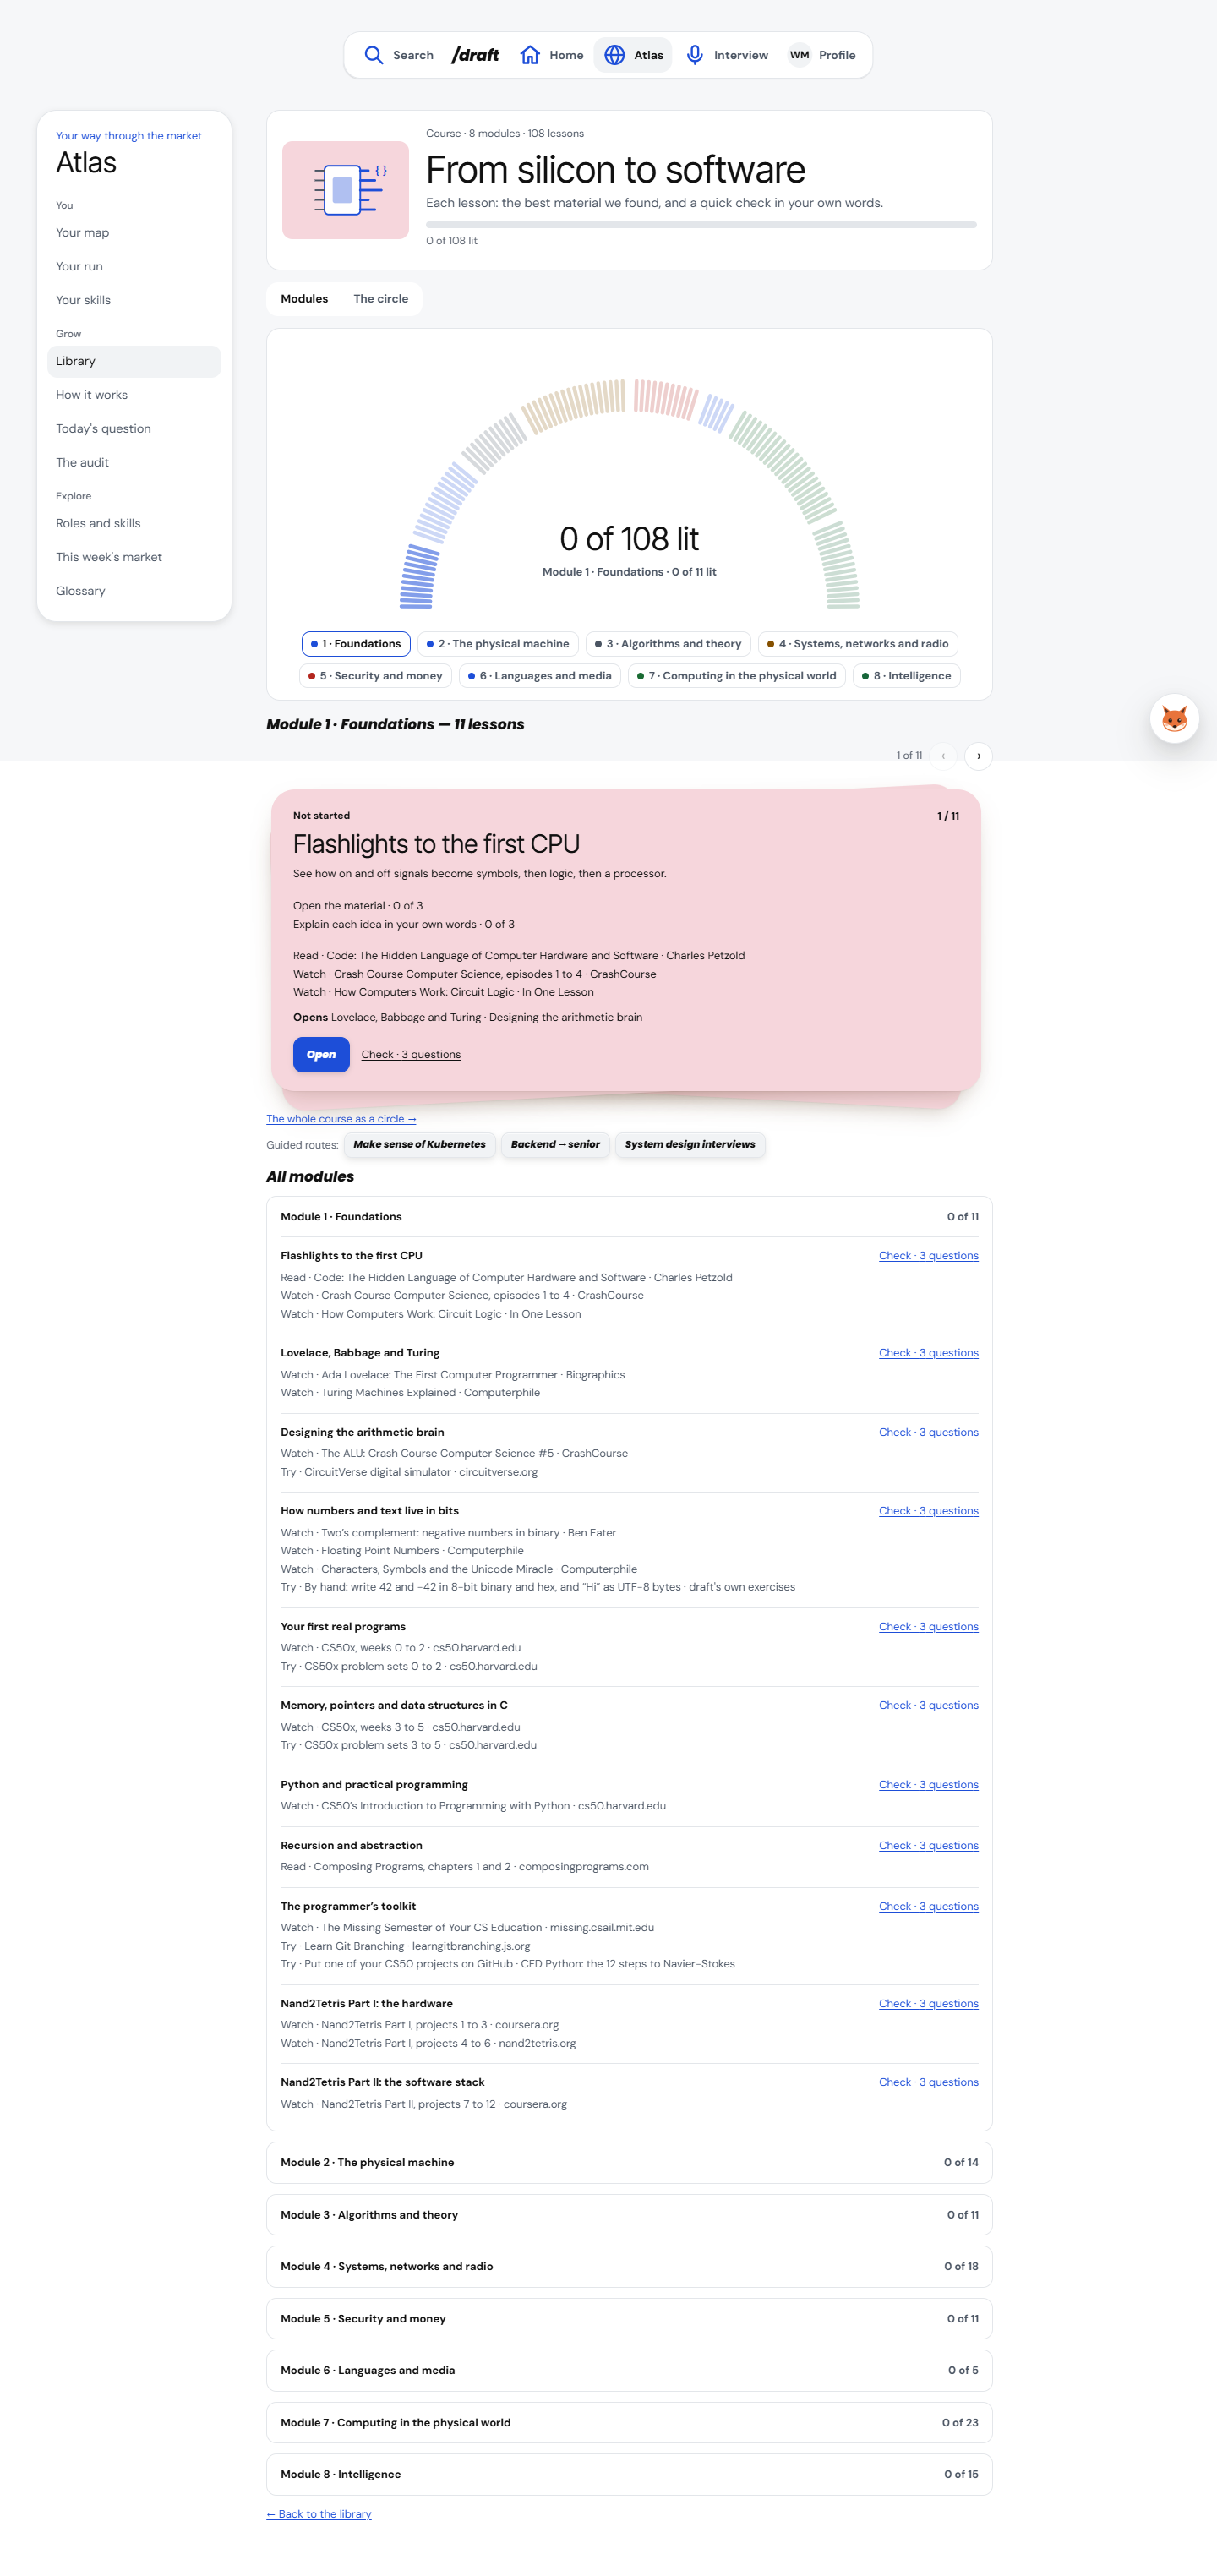 Search
/draft
Home
Atlas
Interview
WM
Profile
Your way through the market
Atlas
You
Your map
Your run
Your skills
Grow
Library
How it works
Today's question
The audit
Explore
Roles and skills
This week's market
Glossary
{ }
Course · 8 modules · 108 lessons
From silicon to software
Each lesson: the best material we found, and a quick check in your own words.
0 of 108 lit
Modules
The circle
0 of 108 lit
Module 1 · Foundations · 0 of 11 lit
1 · Foundations
2 · The physical machine
3 · Algorithms and theory
4 · Systems, networks and radio
5 · Security and money
6 · Languages and media
7 · Computing in the physical world
8 · Intelligence
Module 1 · Foundations — 11 lessons
1 of 11 ‹ ›
Not started
1 / 11
Flashlights to the first CPU
See how on and off signals become symbols, then logic, then a processor.
Open the material · 0 of 3
Explain each idea in your own words · 0 of 3
Read · Code: The Hidden Language of Computer Hardware and Software · Charles Petzold
Watch · Crash Course Computer Science, episodes 1 to 4 · CrashCourse
Watch · How Computers Work: Circuit Logic · In One Lesson
Opens Lovelace, Babbage and Turing · Designing the arithmetic brain
Open
Check · 3 questions
The whole course as a circle →
Guided routes: Make sense of Kubernetes Backend → senior System design interviews
All modules
Module 1 · Foundations 0 of 11
Flashlights to the first CPU Check · 3 questions
Read · Code: The Hidden Language of Computer Hardware and Software · Charles Petzold
Watch · Crash Course Computer Science, episodes 1 to 4 · CrashCourse
Watch · How Computers Work: Circuit Logic · In One Lesson
Lovelace, Babbage and Turing Check · 3 questions
Watch · Ada Lovelace: The First Computer Programmer · Biographics
Watch · Turing Machines Explained · Computerphile
Designing the arithmetic brain Check · 3 questions
Watch · The ALU: Crash Course Computer Science #5 · CrashCourse
Try · CircuitVerse digital simulator · circuitverse.org
How numbers and text live in bits Check · 3 questions
Watch · Two’s complement: negative numbers in binary · Ben Eater
Watch · Floating Point Numbers · Computerphile
Watch · Characters, Symbols and the Unicode Miracle · Computerphile
Try · By hand: write 42 and -42 in 8-bit binary and hex, and “Hi” as UTF-8 bytes · draft's own exercises
Your first real programs Check · 3 questions
Watch · CS50x, weeks 0 to 2 · cs50.harvard.edu
Try · CS50x problem sets 0 to 2 · cs50.harvard.edu
Memory, pointers and data structures in C Check · 3 questions
Watch · CS50x, weeks 3 to 5 · cs50.harvard.edu
Try · CS50x problem sets 3 to 5 · cs50.harvard.edu
Python and practical programming Check · 3 questions
Watch · CS50’s Introduction to Programming with Python · cs50.harvard.edu
Recursion and abstraction Check · 3 questions
Read · Composing Programs, chapters 1 and 2 · composingprograms.com
The programmer’s toolkit Check · 3 questions
Watch · The Missing Semester of Your CS Education · missing.csail.mit.edu
Try · Learn Git Branching · learngitbranching.js.org
Try · Put one of your CS50 projects on GitHub · CFD Python: the 12 steps to Navier-Stokes
Nand2Tetris Part I: the hardware Check · 3 questions
Watch · Nand2Tetris Part I, projects 1 to 3 · coursera.org
Watch · Nand2Tetris Part I, projects 4 to 6 · nand2tetris.org
Nand2Tetris Part II: the software stack Check · 3 questions
Watch · Nand2Tetris Part II, projects 7 to 12 · coursera.org
Module 2 · The physical machine 0 of 14
Module 3 · Algorithms and theory 0 of 11
Module 4 · Systems, networks and radio 0 of 18
Module 5 · Security and money 0 of 11
Module 6 · Languages and media 0 of 5
Module 7 · Computing in the physical world 0 of 23
Module 8 · Intelligence 0 of 15
← Back to the library